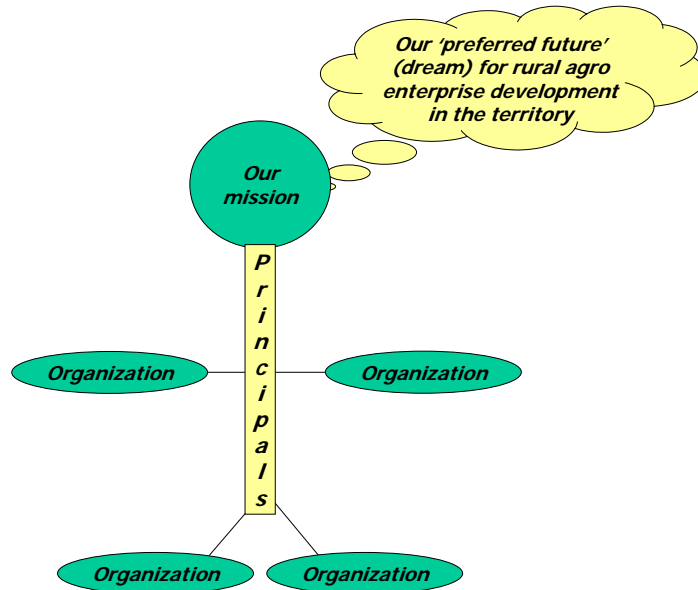 Our ‘preferred future’
(dream) for rural agro
enterprise development
in the territory
Our
mission
P
r
i
n
c
i
p
a
l
s
Organization
Organization
Organization
Organization